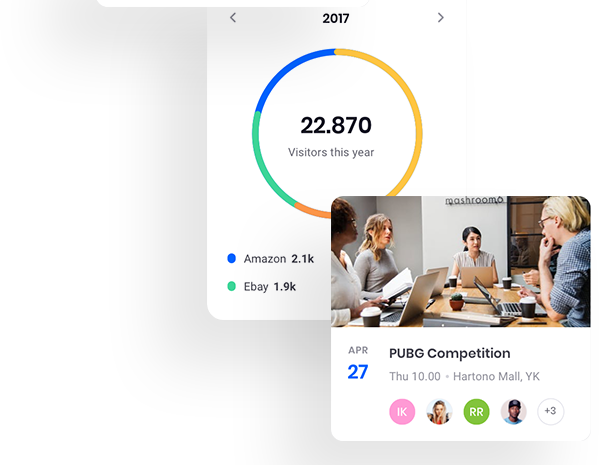 2017
22.870
Visitors this year
Amazon 2.1k
Ebay 1.9k
mashroom
APR
27
PUBG Competition
Thu 10.00 • Hartono Mall, YK
IK
RR
+3